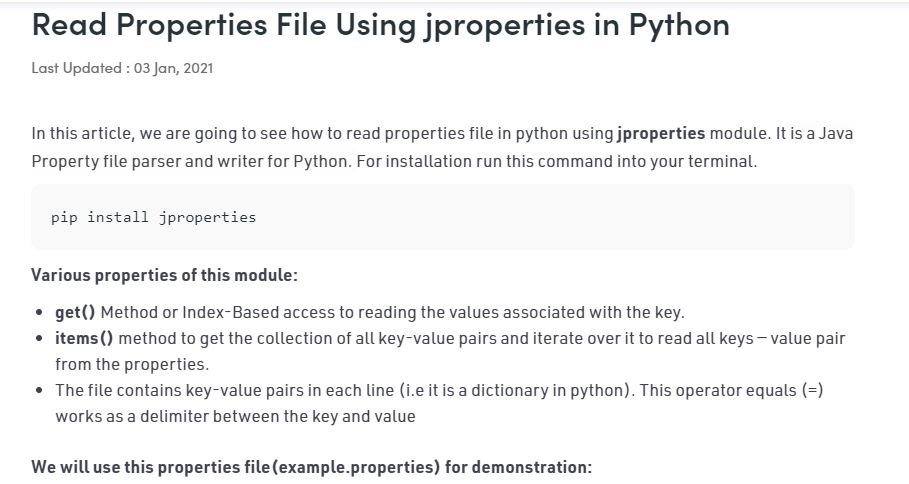 Read Properties File Using jproperties in Python
Last Updated : 03 Jan, 2021
In this article, we are going to see how to read properties file in python using jproperties module. It is a Java
Property file parser and writer for Python. For installation run this command into your terminal.
pip install jproperties
Various properties of this module:
• get() Method or Index-Based access to reading the values associated with the key.
• items() method to get the collection of all key-value pairs and iterate over it to read all keys — value pair
from the properties.
• The file contains key-value pairs in each line (i.e it is a dictionary in python). This operator equals (=)
works as a delimiter between the key and value
We will use this properties file(example.properties) for demonstration: